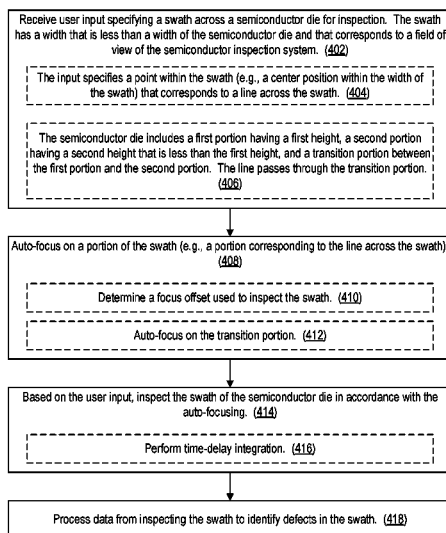 Receive user input specifying a swath across a semiconductor die for inspection. The swath
has a width that is less than a width of the semiconductor die and that corresponds to a field of
view of the semiconductor inspection system. (402)
The input specifies a point within the swath (e.g., a center position within the width of
the swath) that corresponds to a line across the swath. (404)
The semiconductor die includes a first portion having a first height, a second portion
having a second height that is less than the first height, and a transition portion between
the first portion and the second portion. The line passes through the transition portion.
(406)
Auto-focus on a portion of the swath (e.g., a portion corresponding to the line across the swath)
(408)
Determine a focus offset used to inspect the swath. (410)
Auto-focus on the transition portion. (412)
Based on the user input, inspect the swath of the semiconductor die in accordance with the
auto-focusing. (414)
Perform time-delay integration. (416)
Process data from inspecting the swath to identify defects in the swath. (418)